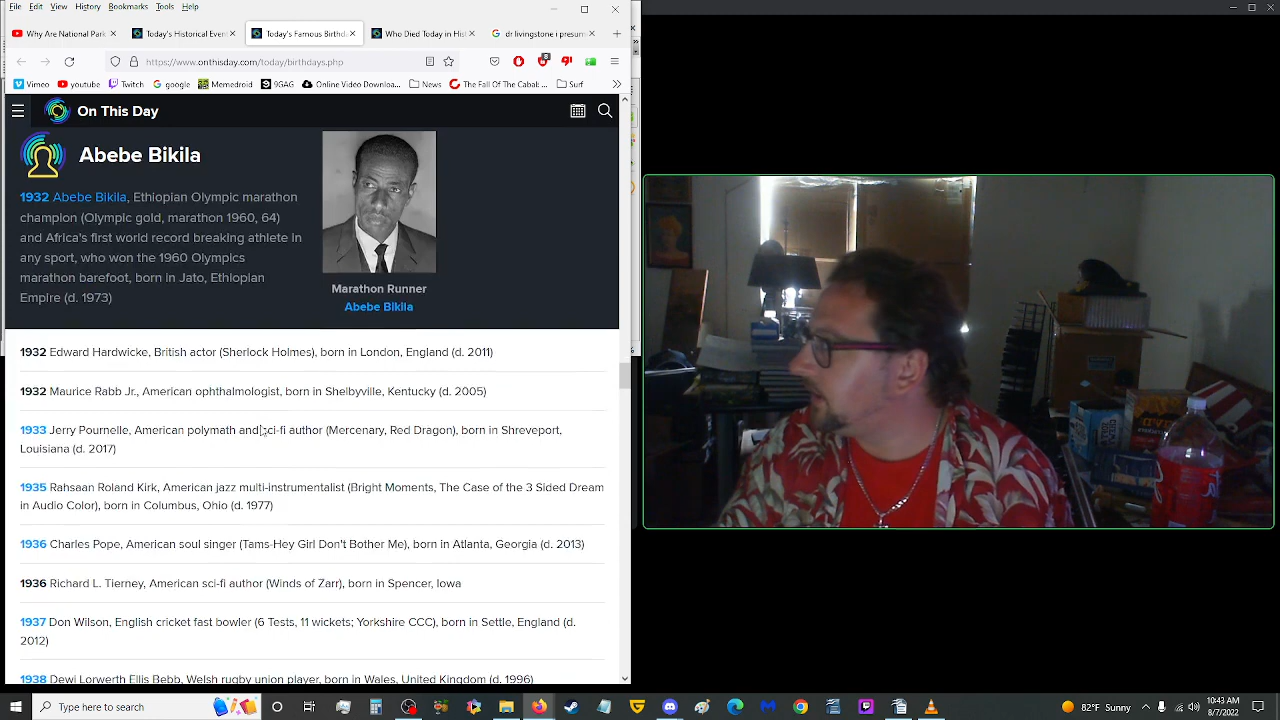 File Edit View History Bookmarks Tools Help
Why Are National Par
Today's Historical Event
Today's Famous Birthd
Who Died Today in His
dr livingstone i presum
https://www.onthisday.com/today/birthdays.php
Vimeo youtube Twitch google news Metanoid 9GAG Online Video Downloa... News The Fall Of The Cabal ... Surf
On This Day
Abebe Bikila
1932 Abebe Bikila, Ethiopian Olympic marathon
champion (Olympic gold, marathon 1960, 64)
and Africa's first world record breaking athlete in
any sport, who won the 1960 Olympics
marathon barefoot, born in Jato, Ethiopian
Empire (d. 1973)
Marathon Runner
Abebe Bikila
1932 Edward Hardwicke, British actor (Sherlock Holmes), born in London, England (d. 2011)
1932 Maurice Rabb Jr., American ophthalmologist, born in Shelbyville, Kentucky (d. 2005)
1933 Jerry Pournelle, American polymath and sci-fi author (Mercenary, Red Dragon), born in Shreveport,
Louisiana (d. 2017)
1935 Rahsaan Roland Kirk, American jazz multi-instrumentalist (Bright Moments, The Case of the 3 Sided Dream
in Audio Color), born in Columbus, Ohio (d. 1977)
1936 Charles Pope, American soul singer (Tams-Hey Girl Don't Bother Me), born in Atlanta, Georgia (d. 2013)
1936 Richard L. Tierney, American sci-fi author (Winds of Zarr), born in Spencer, Iowa
1937 Don Wilson, English cricket fast bowler (6 Tests, 11 wickets; Yorkshire CCC), born in Settle, England (d.
2012)
1938 Dewi Lorwerth Ellis Bebb, Welsh rugby union player, born in Wales, United Kingdom (d. 1996)
Type here to search
82°F Sunny
10:43 AM
8/7/2022